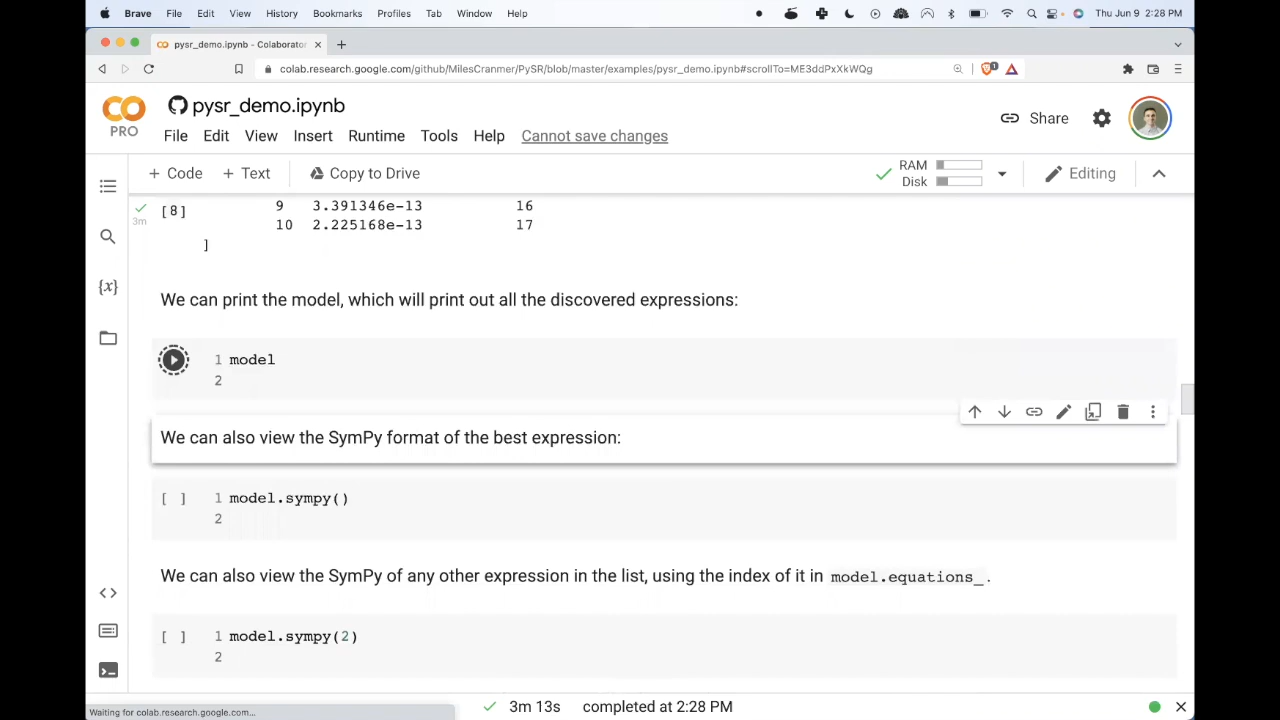 Brave File Edit View History Bookmarks Profiles Tab Window Help Thu Jun 9 2:28 PM
pysr_demo.ipynb - Colaborator
colab.research.google.com/github/MilesCranmer/PySR/blob/master/examples/pysr_demo.ipynb#scrollTo=ME3ddPxXkWQg
CO
PRO
pysr_demo.ipynb
File Edit View Insert Runtime Tools Help Cannot save changes
Share
+ Code + Text Copy to Drive
RAM
Disk
Editing
[8] 9 3.391346e-13 16
3m
10 2.225168e-13 17
]
We can print the model, which will print out all the discovered expressions:
1 model
2
We can also view the SymPy format of the best expression:
[ ] 1 model.sympy()
2
We can also view the SymPy of any other expression in the list, using the index of it in model.equations_.
[ ] 1 model.sympy(2)
2
3m 13s completed at 2:28 PM
Waiting for colab.research.google.com...